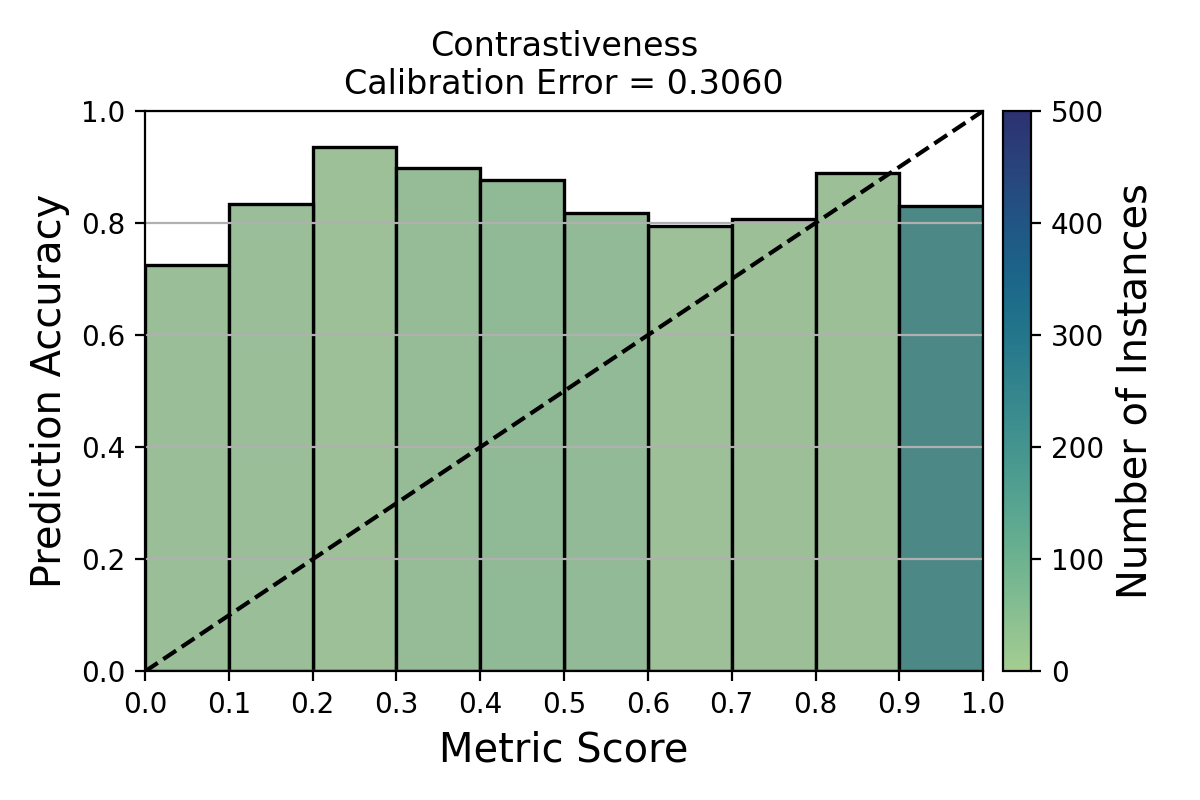 Contrastiveness
Calibration Error = 0.3060
Prediction Accuracy
1.0
0.8
0.6
0.4
0.2
0.0
0.0 0.1 0.2 0.3 0.4 0.5 0.6 0.7 0.8 0.9 1.0
Metric Score
500
400
300
200
100
0
Number of Instances